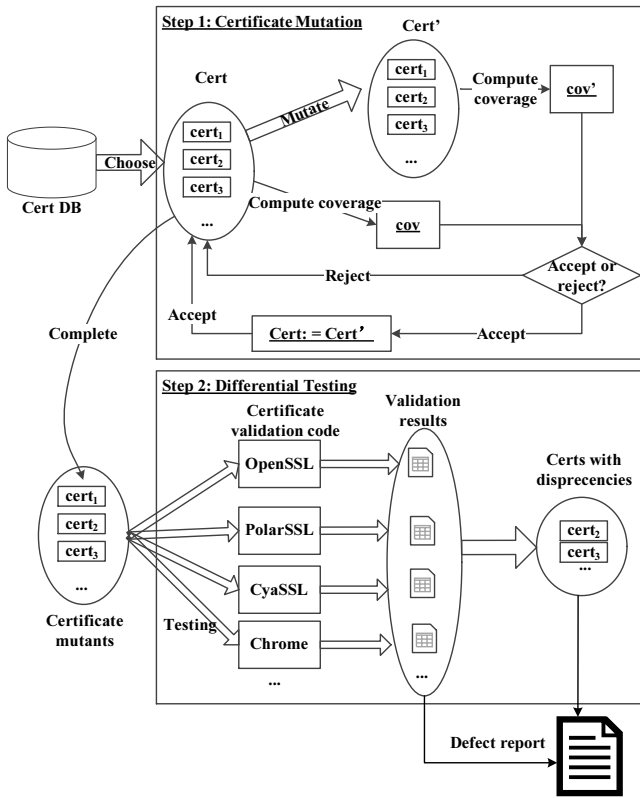 Step 1: Certificate Mutation
Cert’
Cert
cert1
cert2
cert3
...
Mutate
Compute
coverage
cov’
Cert DB
Choose
cert1
cert2
cert3
...
Compute coverage
cov
Accept or
reject?
Reject
Accept
Cert: = Cert’
Accept
Complete
Step 2: Differential Testing
Certificate
validation code
Validation
results
Certs with
disprecencies
cert1
cert2
cert3
...
Certificate
mutants
Testing
OpenSSL
PolarSSL
CyaSSL
Chrome
...
...
cert2
cert3
...
Defect report